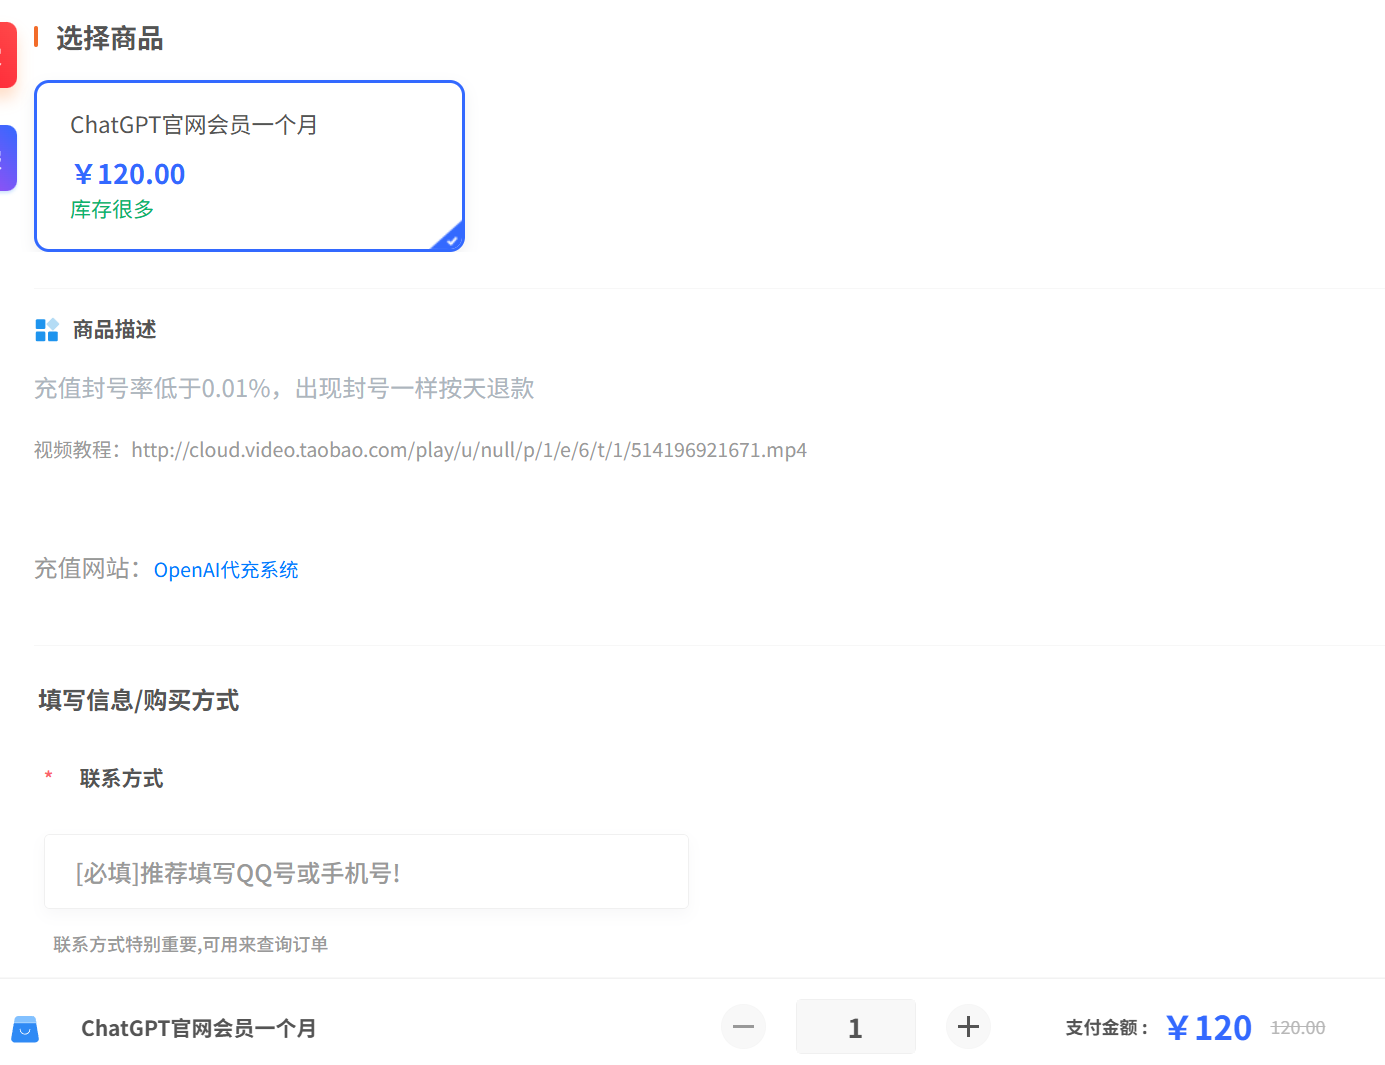 选择商品
ChatGPT官网会员一个月
￥120.00
库存很多
商品描述
充值封号率低于0.01%，出现封号一样按天退款
视频教程：http://cloud.video.taobao.com/play/u/null/p/1/e/6/t/1/514196921671.mp4
充值网站：OpenAI代充系统
填写信息/购买方式
* 联系方式
[必填]推荐填写QQ号或手机号!
联系方式特别重要,可用来查询订单
ChatGPT官网会员一个月
1
支付金额 : ￥120 120.00